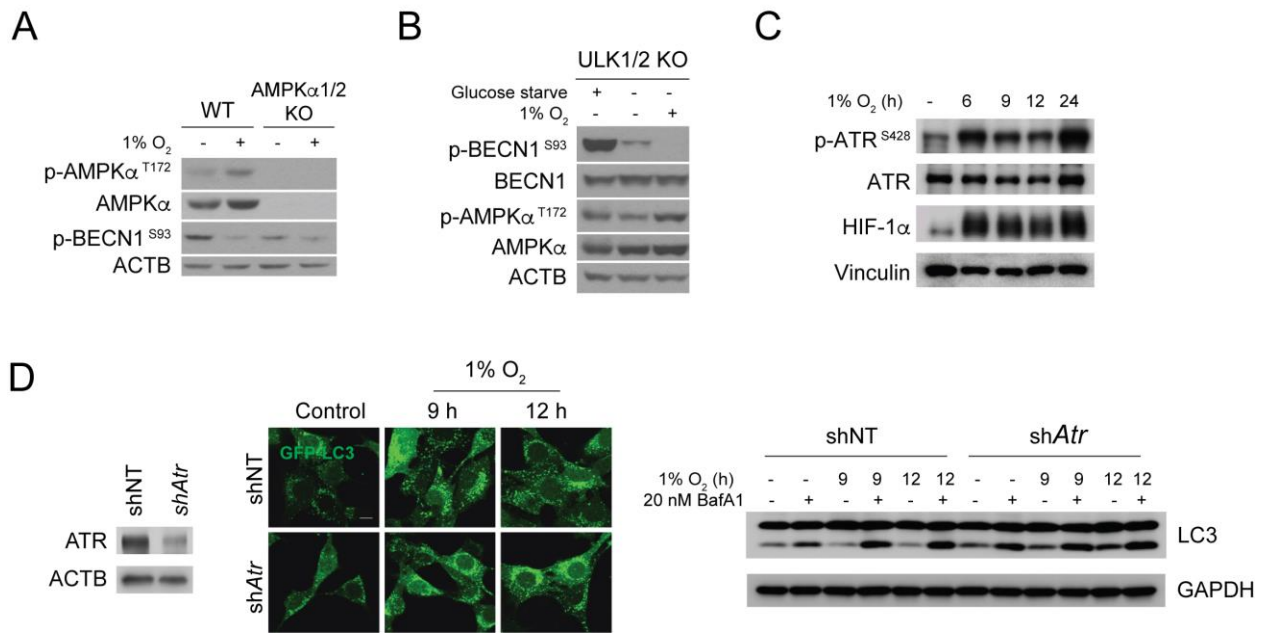 A
WT
AMPKα1/2
KO
1% O₂ - + - +
p-AMPKα T172
AMPKα
p-BECN1 S93
ACTB
B
ULK1/2 KO
Glucose starve + - -
1% O₂ - - +
p-BECN1 S93
BECN1
p-AMPKα T172
AMPKα
ACTB
C
1% O₂ (h) - 6 9 12 24
p-ATR S428
ATR
HIF-1α
Vinculin
D
shNT shAtr
ATR
ACTB
1% O₂
Control 9 h 12 h
shNT
GFP-LC3
shAtr
shNT shAtr
1% O₂ (h) - - 9 9 12 12 - - 9 9 12 12
20 nM BafA1 - + - + - + - + - + - +
LC3
GAPDH